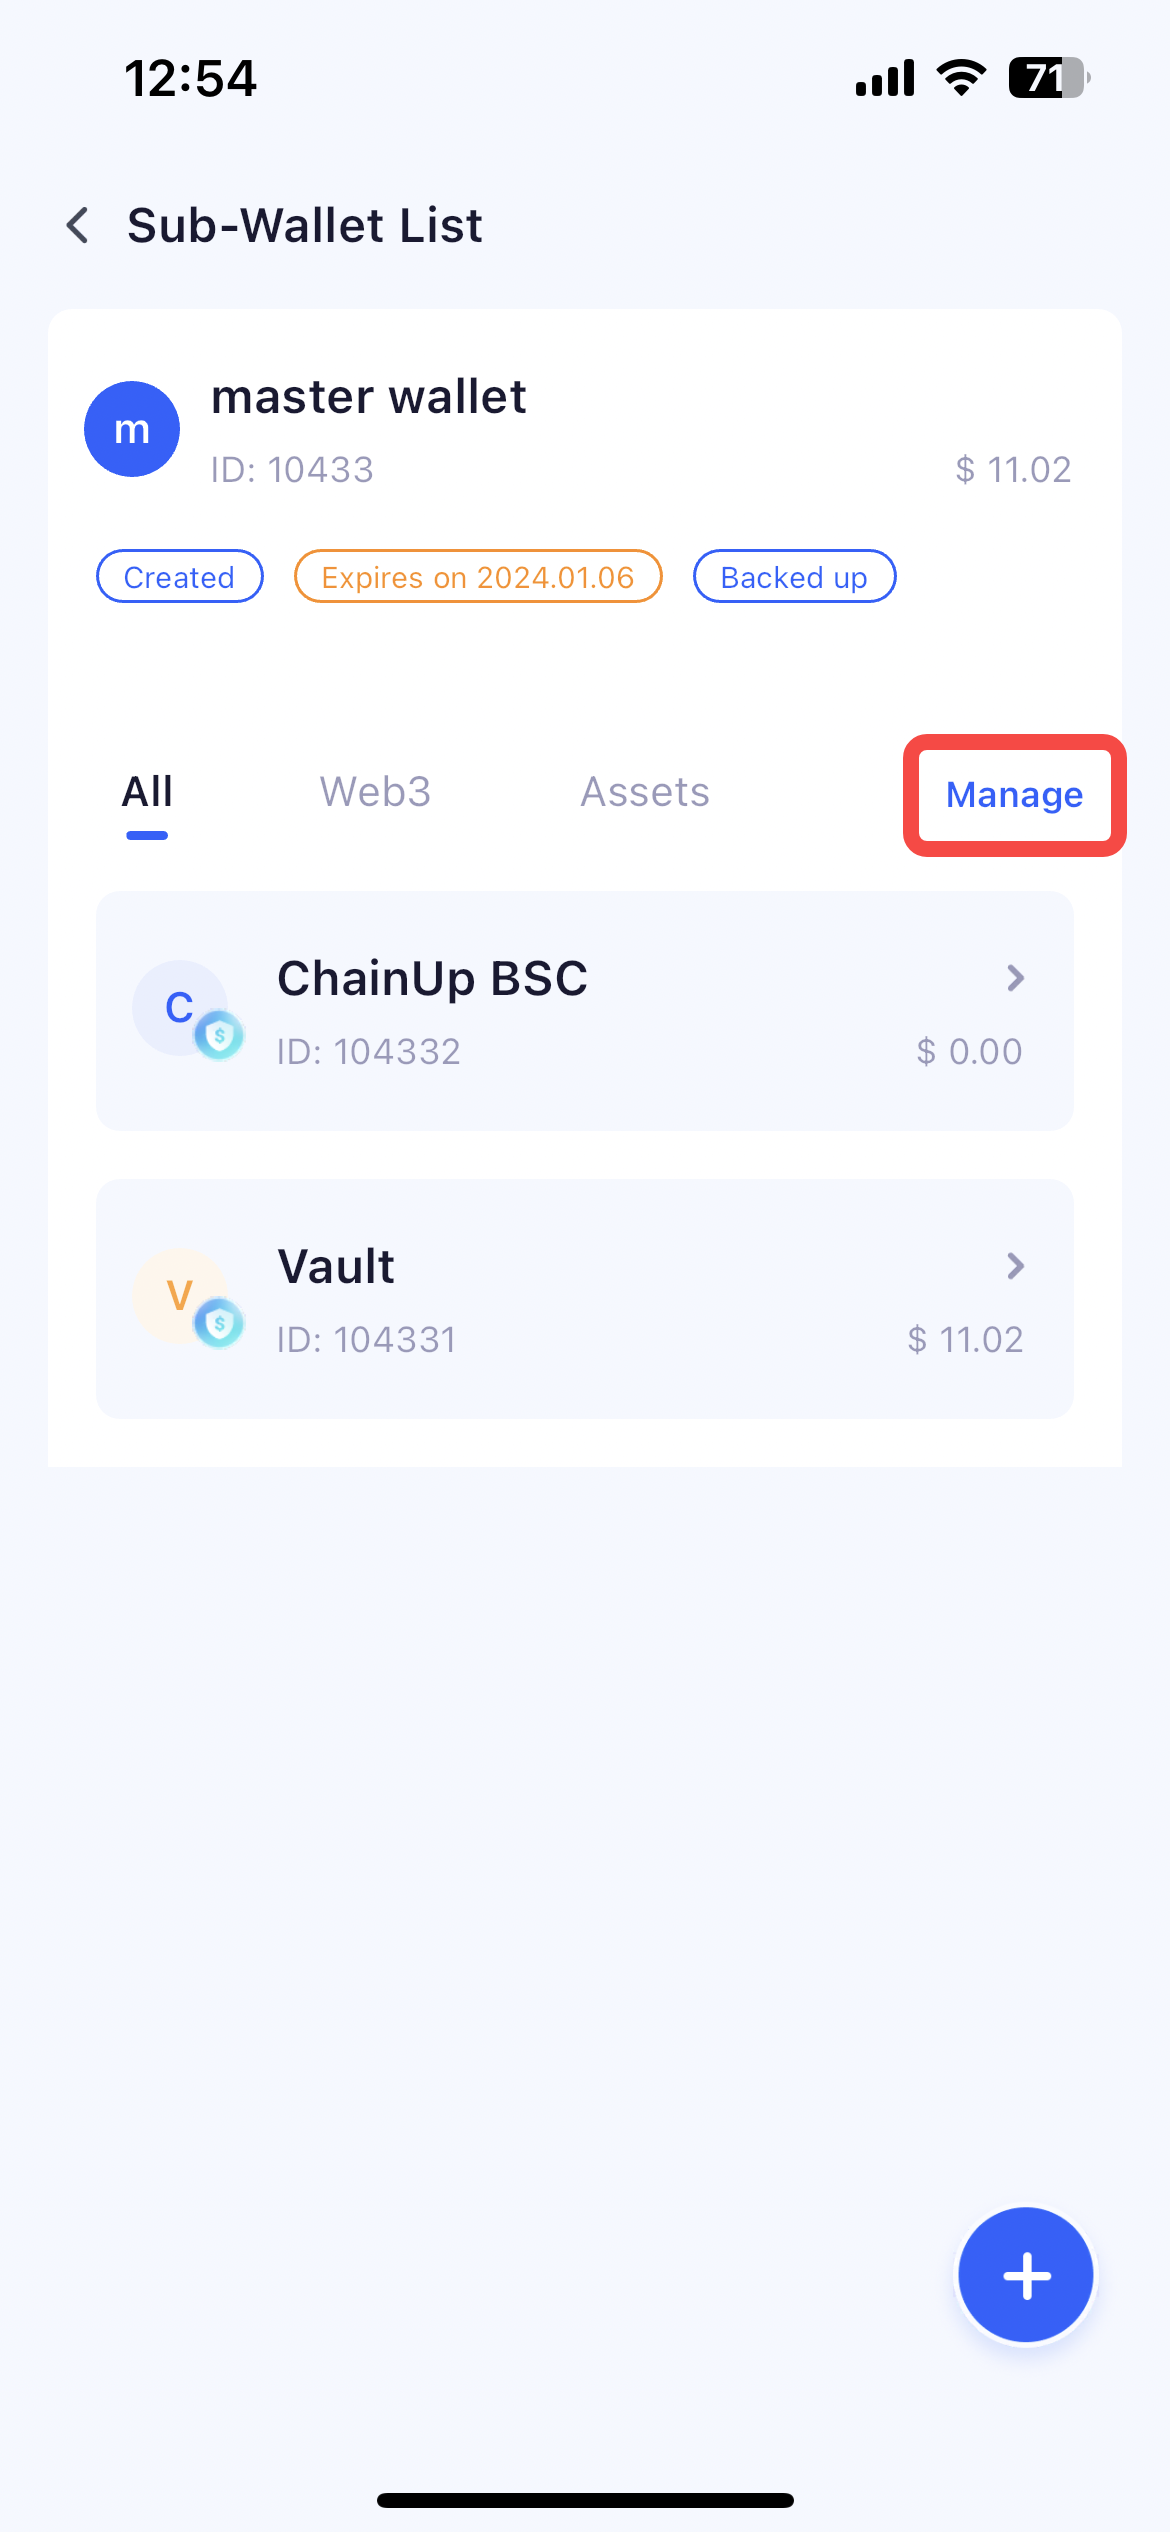 12:54
71
Sub-Wallet List
m
master wallet
ID: 10433
$ 11.02
Created
Expires on 2024.01.06
Backed up
All
Web3
Assets
Manage
C
$
ChainUp BSC
ID: 104332
$ 0.00
V
$
Vault
ID: 104331
$ 11.02